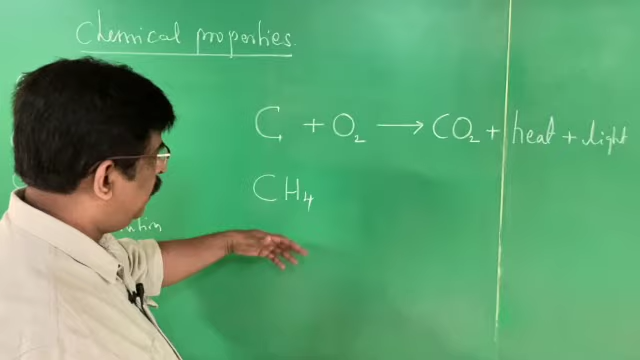 Chemical properties
C + O₂ → CO₂ + heat + light
CH₄